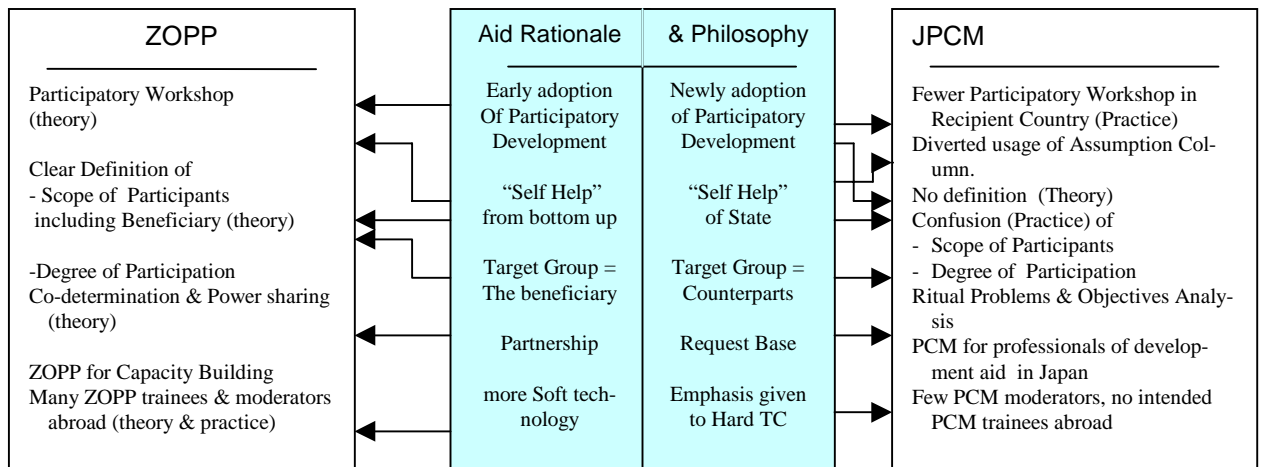 ZOPP
Participatory Workshop
(theory)
Clear Definition of
- Scope of Participants
including Beneficiary (theory)
-Degree of Participation
Co-determination & Power sharing
(theory)
ZOPP for Capacity Building
Many ZOPP trainees & moderators
abroad (theory & practice)
Aid Rationale
Early adoption
Of Participatory
Development
“Self Help”
from bottom up
Target Group =
The beneficiary
Partnership
more Soft tech-
nology
& Philosophy
Newly adoption
of Participatory
Development
“Self Help”
of State
Target Group =
Counterparts
Request Base
Emphasis given
to Hard TC
JPCM
Fewer Participatory Workshop in
Recipient Country (Practice)
Diverted usage of Assumption Col-
umn.
No definition (Theory)
Confusion (Practice) of
- Scope of Participants
- Degree of Participation
Ritual Problems & Objectives Analy-
sis
PCM for professionals of develop-
ment aid in Japan
Few PCM moderators, no intended
PCM trainees abroad